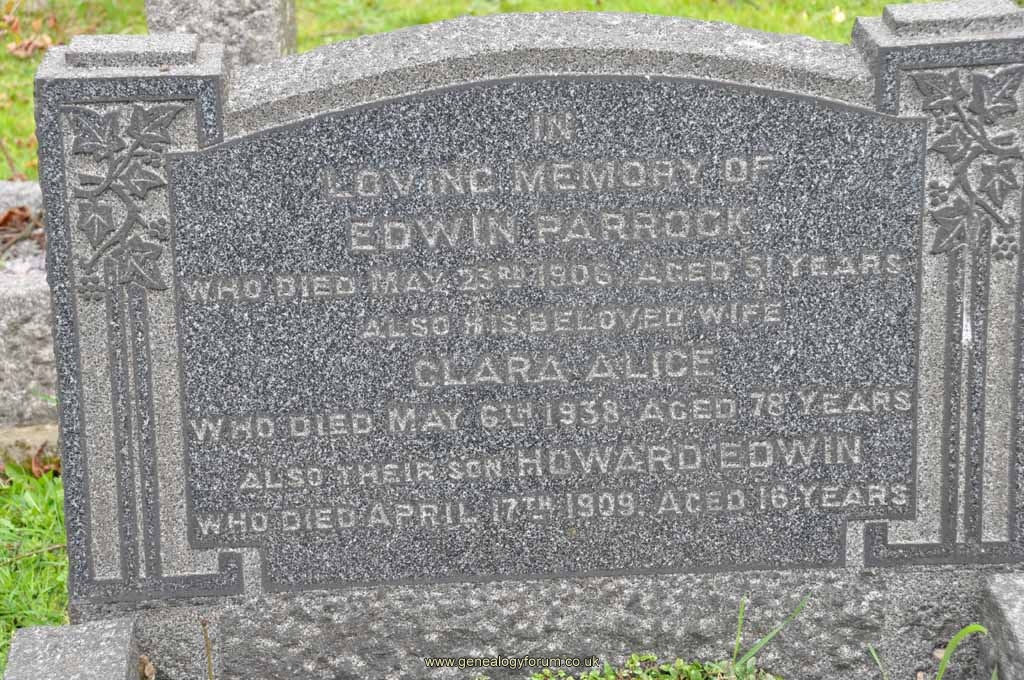 IN
LOVING MEMORY OF
EDWIN PARROCK
WHO DIED MAY 23RD 1906, AGED 51 YEARS
ALSO HIS BELOVED WIFE
CLARA ALICE
WHO DIED MAY 6TH 1938, AGED 78 YEARS
ALSO THEIR SON HOWARD EDWIN
WHO DIED APRIL 17TH 1909, AGED 16 YEARS
www.genealogyforum.co.uk